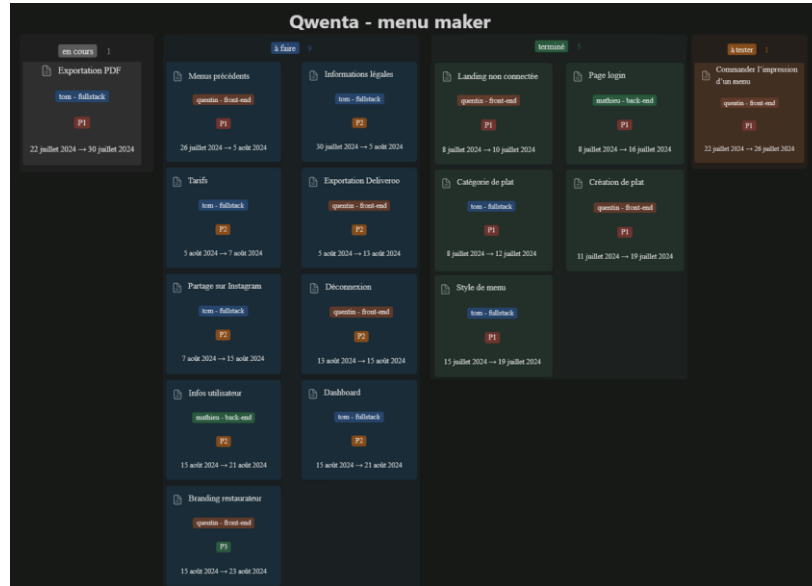 Qwenta - menu maker
en cours 1
Exportation PDF
tom - fullstack
P1
22 juillet 2024 → 30 juillet 2024
à faire 9
Menus précédents
quentin - front-end
P1
26 juillet 2024 → 5 août 2024
Informations légales
tom - fullstack
P2
30 juillet 2024 → 5 août 2024
Tarifs
tom - fullstack
P2
5 août 2024 → 7 août 2024
Exportation Deliveroo
quentin - front-end
P2
5 août 2024 → 13 août 2024
Partage sur Instagram
tom - fullstack
P2
7 août 2024 → 15 août 2024
Déconnexion
quentin - front-end
P2
13 août 2024 → 15 août 2024
Infos utilisateur
mathieu - back-end
P2
15 août 2024 → 21 août 2024
Dashboard
tom - fullstack
P2
15 août 2024 → 21 août 2024
Branding restaurateur
quentin - front-end
P3
15 août 2024 → 23 août 2024
terminé 5
Landing non connectée
quentin - front-end
P1
8 juillet 2024 → 10 juillet 2024
Page login
mathieu - back-end
P1
8 juillet 2024 → 16 juillet 2024
Catégorie de plat
tom - fullstack
P1
8 juillet 2024 → 12 juillet 2024
Création de plat
quentin - front-end
P1
11 juillet 2024 → 19 juillet 2024
Style de menu
tom - fullstack
P1
15 juillet 2024 → 19 juillet 2024
à tester 1
Commander l'impression
d'un menu
quentin - front-end
P1
22 juillet 2024 → 26 juillet 2024